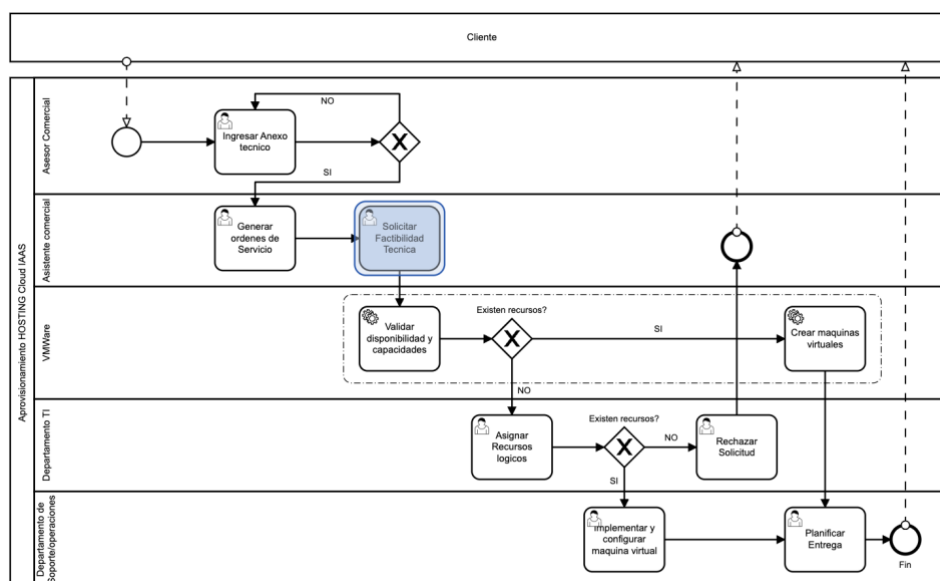 Cliente
Aprovisionamiento HOSTING Cloud IAAS
Asesor Comercial
NO
Ingresar Anexo
tecnico
SI
Asistente comercial
Generar
ordenes de
Servicio
Solicitar
Factibilidad
Tecnica
VMWare
Validar
disponibilidad y
capacidades
Existen recursos?
SI
Crear maquinas
virtuales
NO
Departamento TI
Asignar
Recursos
logicos
Existen recursos?
NO
Rechazar
Solicitud
SI
Departamento de
Soporte/operaciones
Implementar y
configurar
maquina virtual
Planificar
Entrega
Fin